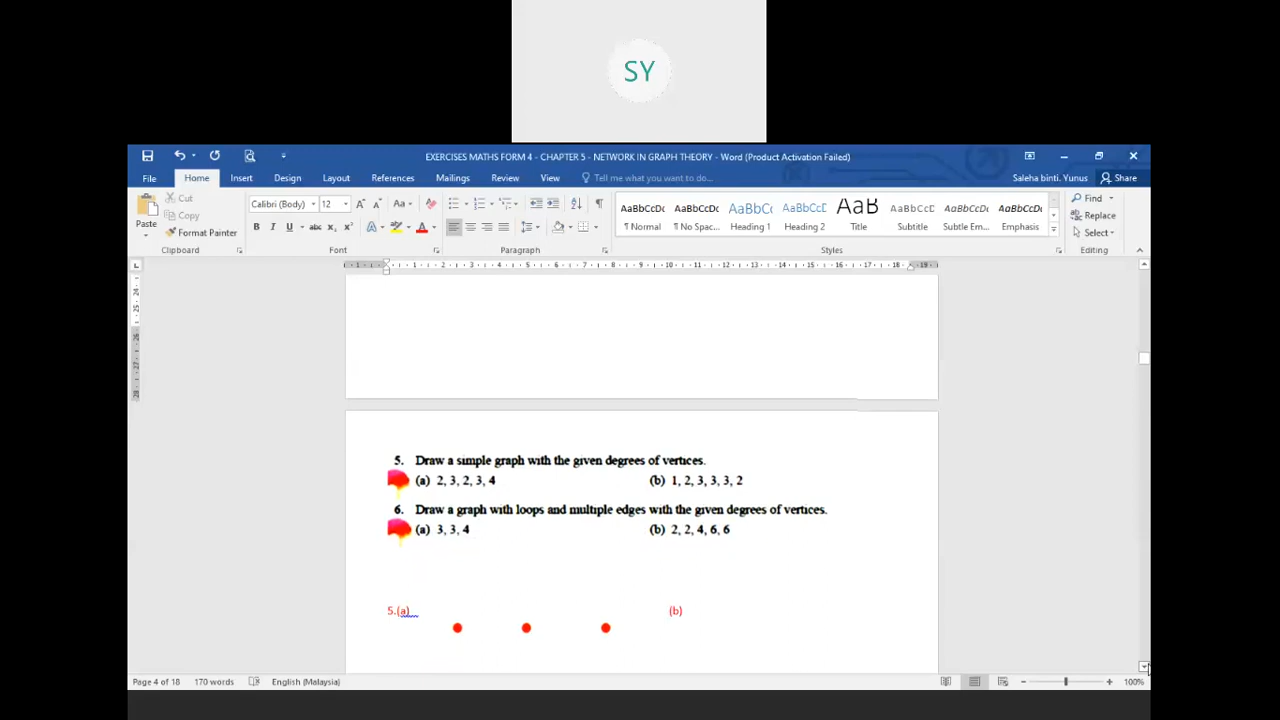 SY
EXERCISES MATHS FORM 4 - CHAPTER 5 - NETWORK IN GRAPH THEORY - Word (Product Activation Failed)
File Home Insert Design Layout References Mailings Review View Tell me what you want to do... Saleha binti. Yunus Share
Paste Cut Copy Format Painter
Calibri (Body) 12
AaBbCcDc AaBbCcDc AaBbCc AaBbCcC AaB AaBbCcD AaBbCcDc AaBbCcDc
¶ Normal ¶ No Spac... Heading 1 Heading 2 Title Subtitle Subtle Em... Emphasis
Find Replace Select
Clipboard Font Paragraph Styles Editing
5. Draw a simple graph with the given degrees of vertices.
(a) 2, 3, 2, 3, 4 (b) 1, 2, 3, 3, 3, 2
6. Draw a graph with loops and multiple edges with the given degrees of vertices.
(a) 3, 3, 4 (b) 2, 2, 4, 6, 6
5.(a) (b)
Page 4 of 18 170 words English (Malaysia) 100%